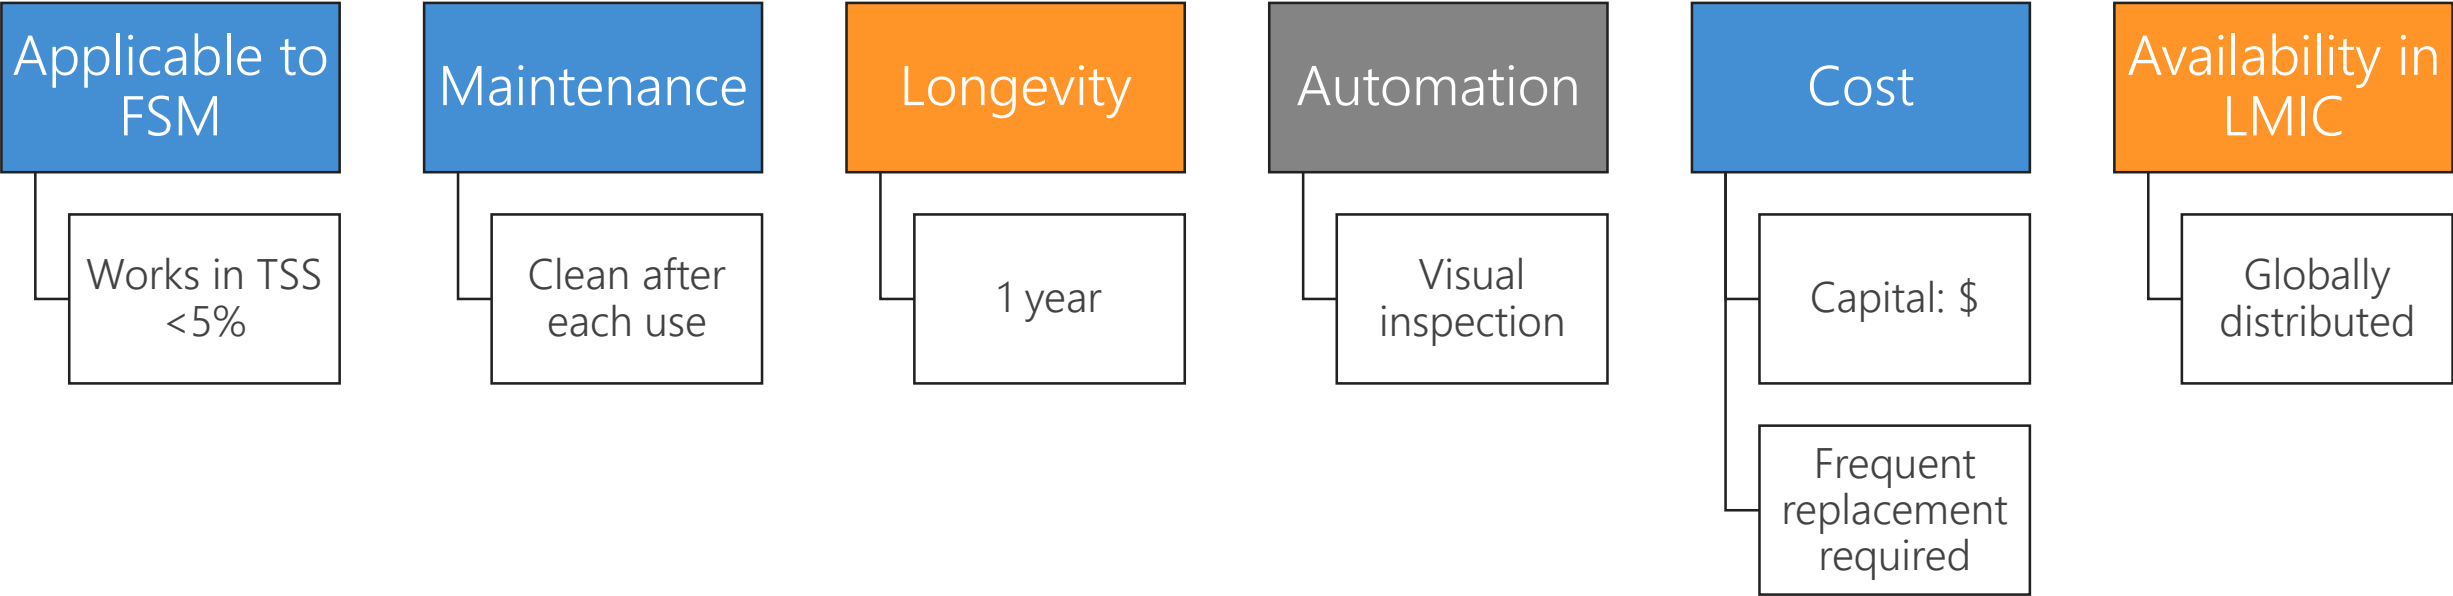 Applicable to
FSM
Works in TSS
<5%
Maintenance
Clean after
each use
Longevity
1 year
Automation
Visual
inspection
Cost
Capital: $
Frequent
replacement
required
Availability in
LMIC
Globally
distributed